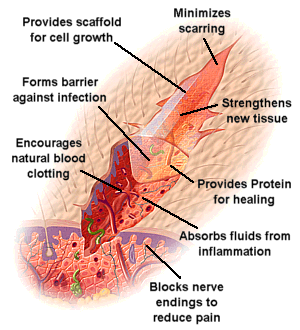 Provides scaffold
for cell growth
Minimizes
scarring
Forms barrier
against infection
Strengthens
new tissue
Encourages
natural blood
clotting
Provides Protein
for healing
Absorbs fluids from
inflammation
Blocks nerve
endings to
reduce pain